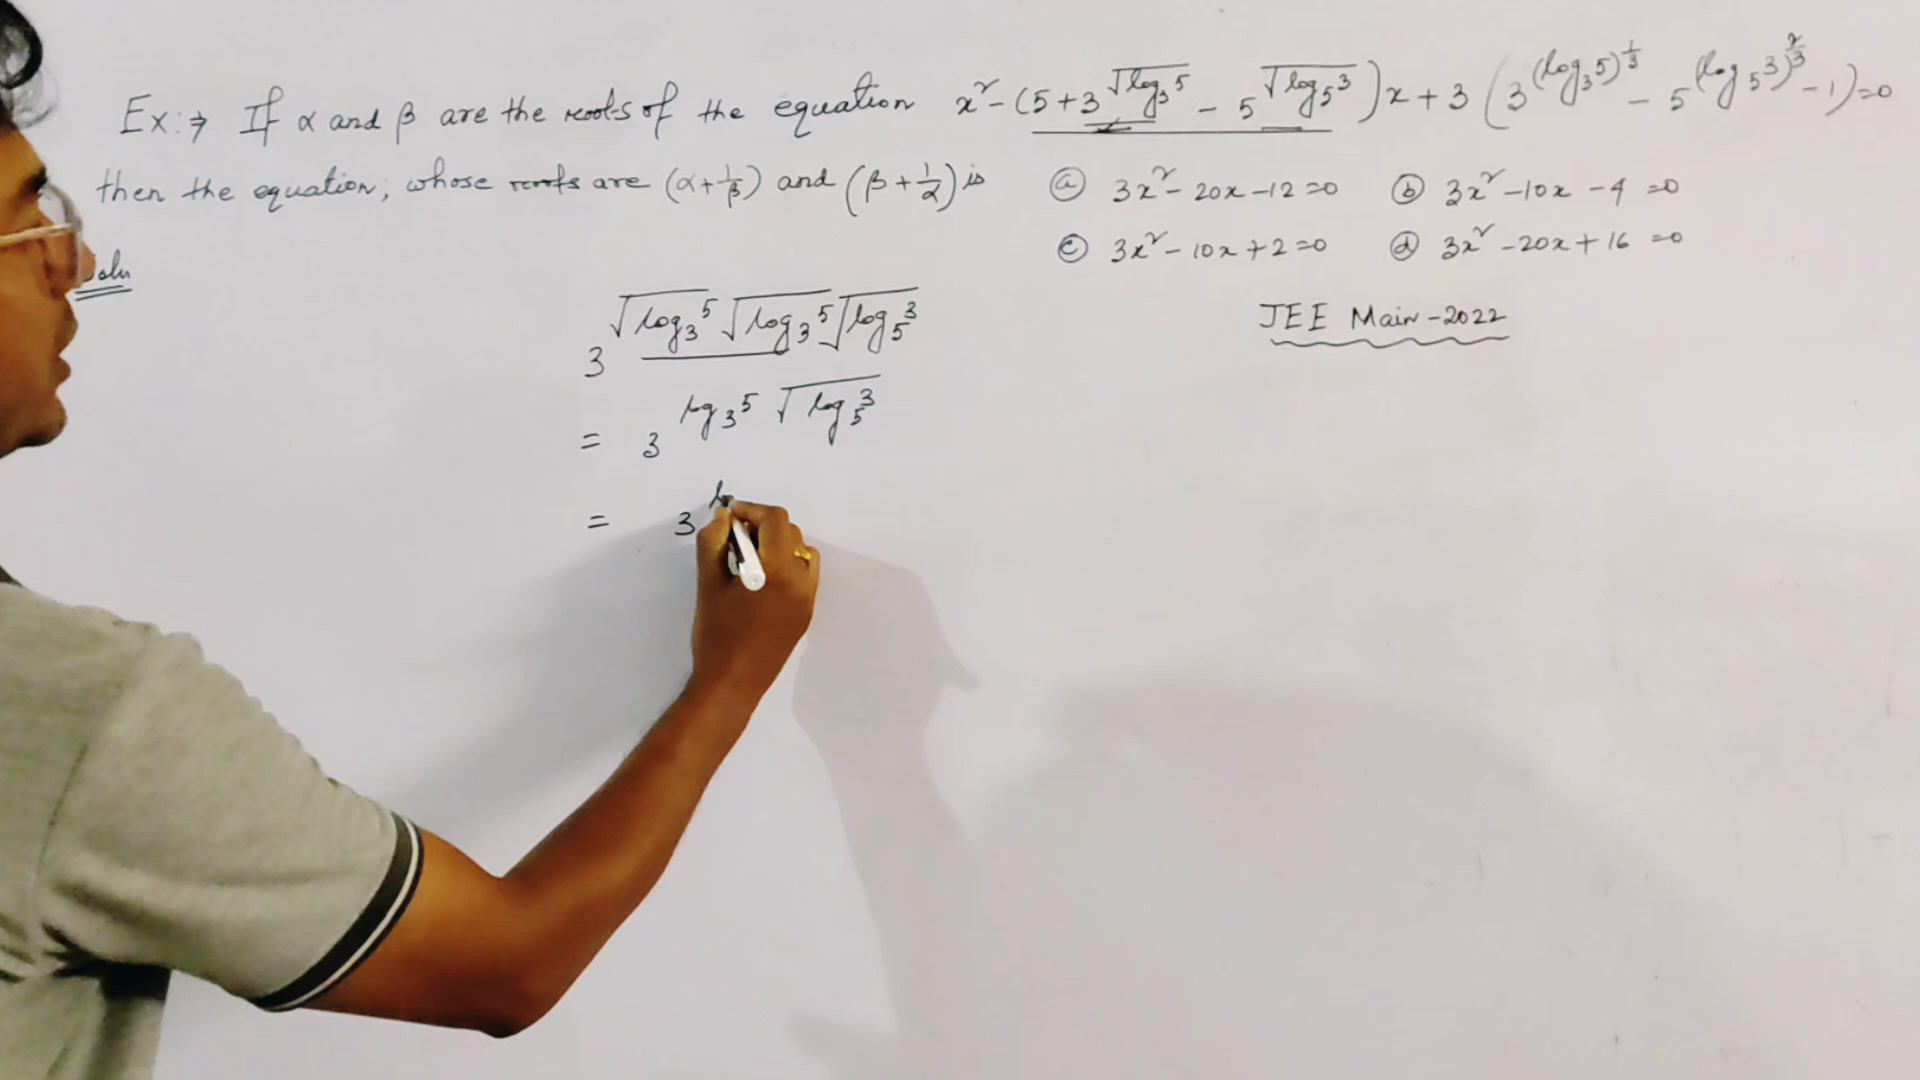 Ex:⇒ If α and β are the roots of the equation x² - (5 + 3^√(log₃5) - 5^√(log₅3))x + 3(3^(log₃5)^(1/3) - 5^(log₅3)^(2/3) - 1) = 0
then the equation, whose roots are (α + 1/β) and (β + 1/α) is ⓐ 3x² - 20x - 12 = 0 ⓑ 3x² - 10x - 4 = 0
ⓒ 3x² - 10x + 2 = 0 ⓓ 3x² - 20x + 16 = 0
Soln
JEE Main - 2022
3^(√(log₃5) √(log₃5) √(log₅3))
= 3^(log₃5 √(log₅3))
= 3